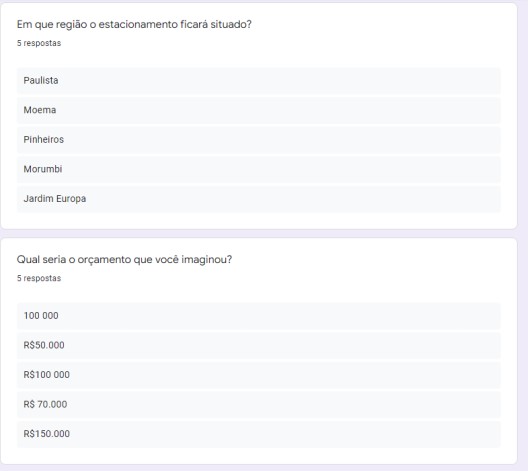 Em que região o estacionamento ficará situado?
5 respostas
Paulista
Moema
Pinheiros
Morumbi
Jardim Europa
Qual seria o orçamento que você imaginou?
5 respostas
100 000
R$50.000
R$100 000
R$ 70.000
R$150.000